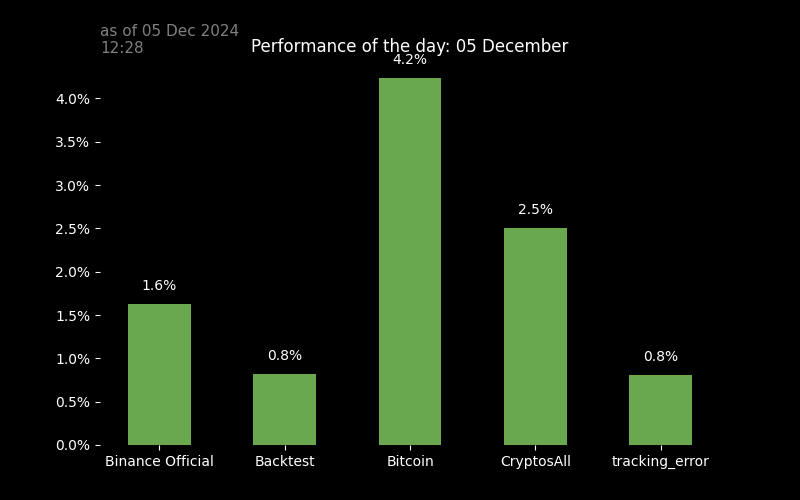 as of 05 Dec 2024
12:28
Performance of the day: 05 December
4.2%
4.0%
3.5%
3.0%
2.5%
2.5%
2.0%
1.6%
1.5%
1.0%
0.8%
0.8%
0.5%
0.0%
Binance Official
Backtest
Bitcoin
CryptosAll
tracking_error